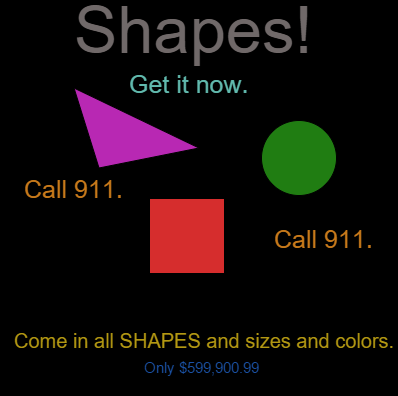 Shapes!
Get it now.
Call 911.
Call 911.
Come in all SHAPES and sizes and colors.
Only $599,900.99